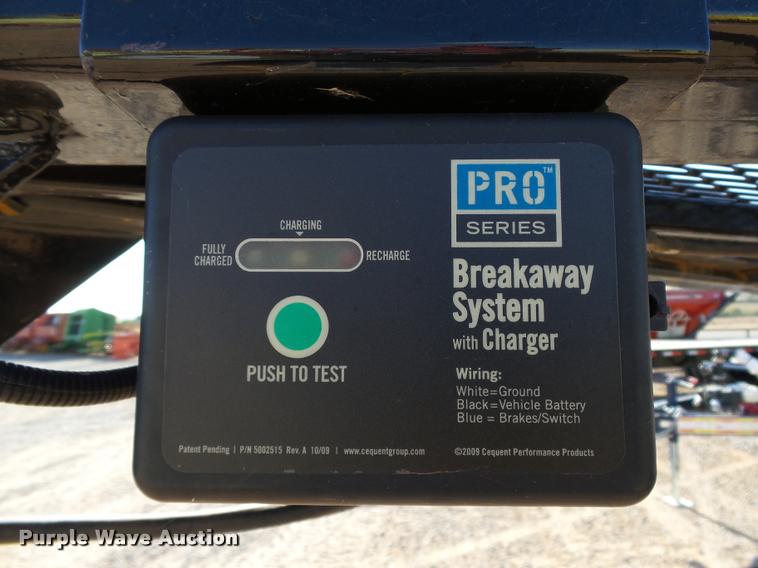 PRO™
SERIES
CHARGING
FULLY
CHARGED
RECHARGE
PUSH TO TEST
Breakaway
System
with Charger
Wiring:
White=Ground
Black=Vehicle Battery
Blue = Brakes/Switch
Patent Pending | P/N 5002515 Rev. A 10/09 | www.cequentgroup.com
©2009 Cequent Performance Products
Purple Wave Auction